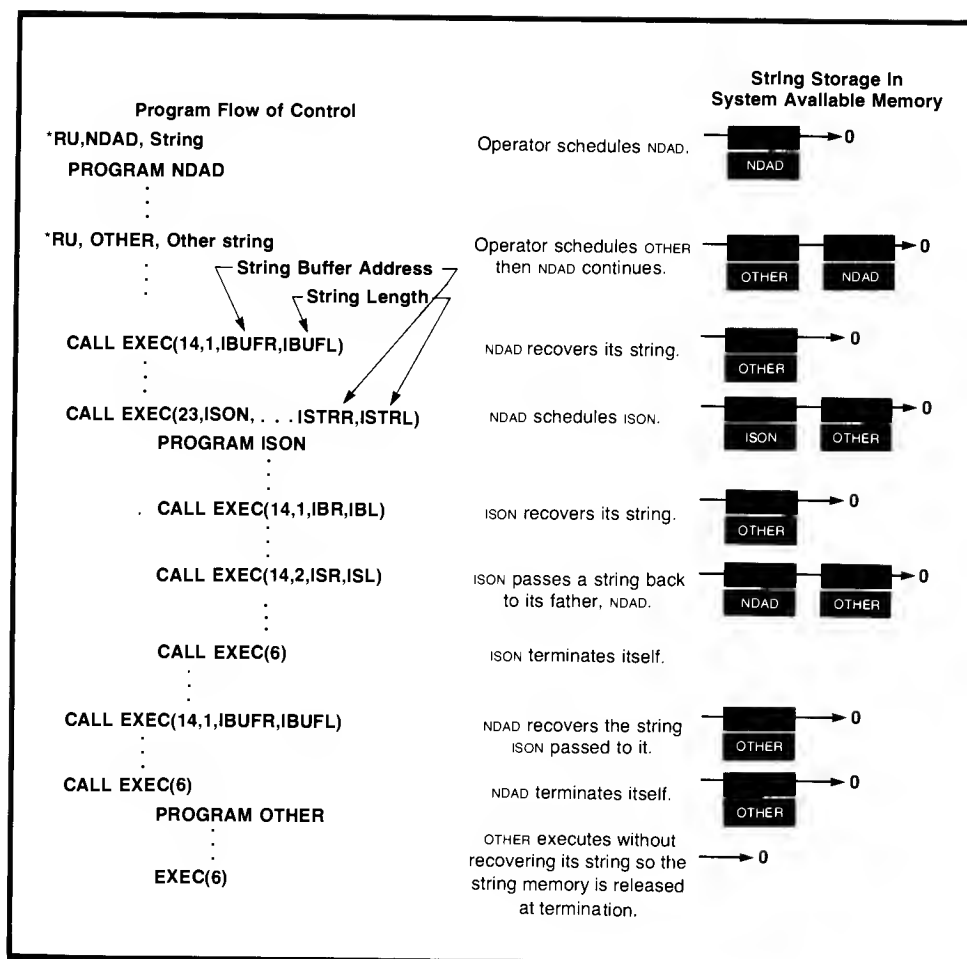 Program Flow of Control
String Storage in
System Available Memory
*RU,NDAD, String
PROGRAM NDAD
Operator schedules NDAD.
0
NDAD
*RU, OTHER, Other string
String Buffer Address
String Length
Operator schedules OTHER
then NDAD continues.
0
OTHER
NDAD
CALL EXEC(14,1,IBUFR,IBUFL)
NDAD recovers its string.
0
OTHER
CALL EXEC(23,ISON, . . . ISTRR,ISTRL)
PROGRAM ISON
NDAD schedules ISON.
0
ISON
OTHER
CALL EXEC(14,1,IBR,IBL)
ISON recovers its string.
0
OTHER
CALL EXEC(14,2,ISR,ISL)
ISON passes a string back
to its father, NDAD.
0
NDAD
OTHER
CALL EXEC(6)
ISON terminates itself.
CALL EXEC(14,1,IBUFR,IBUFL)
NDAD recovers the string
ISON passed to it.
0
OTHER
CALL EXEC(6)
NDAD terminates itself.
0
OTHER
PROGRAM OTHER
EXEC(6)
OTHER executes without
recovering its string so the
string memory is released
at termination.
0